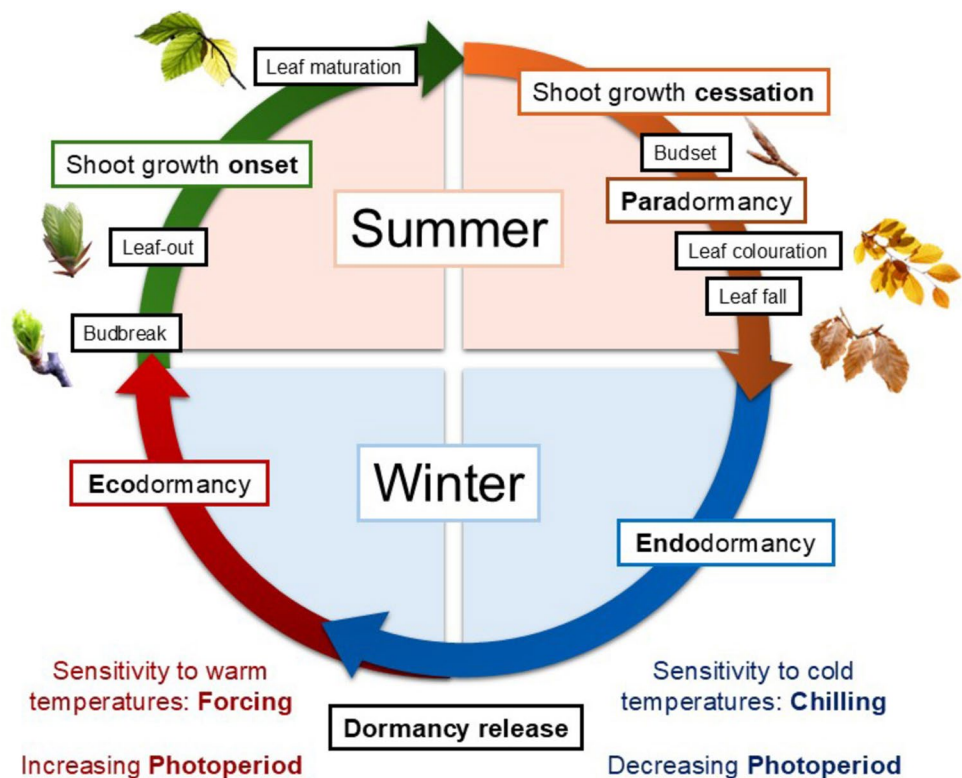 Leaf maturation
Shoot growth cessation
Shoot growth onset
Budset
Paradormancy
Summer
Leaf-out
Leaf colouration
Leaf fall
Budbreak
Ecodormancy
Winter
Endodormancy
Sensitivity to warm
temperatures: Forcing
Sensitivity to cold
temperatures: Chilling
Dormancy release
Increasing Photoperiod
Decreasing Photoperiod